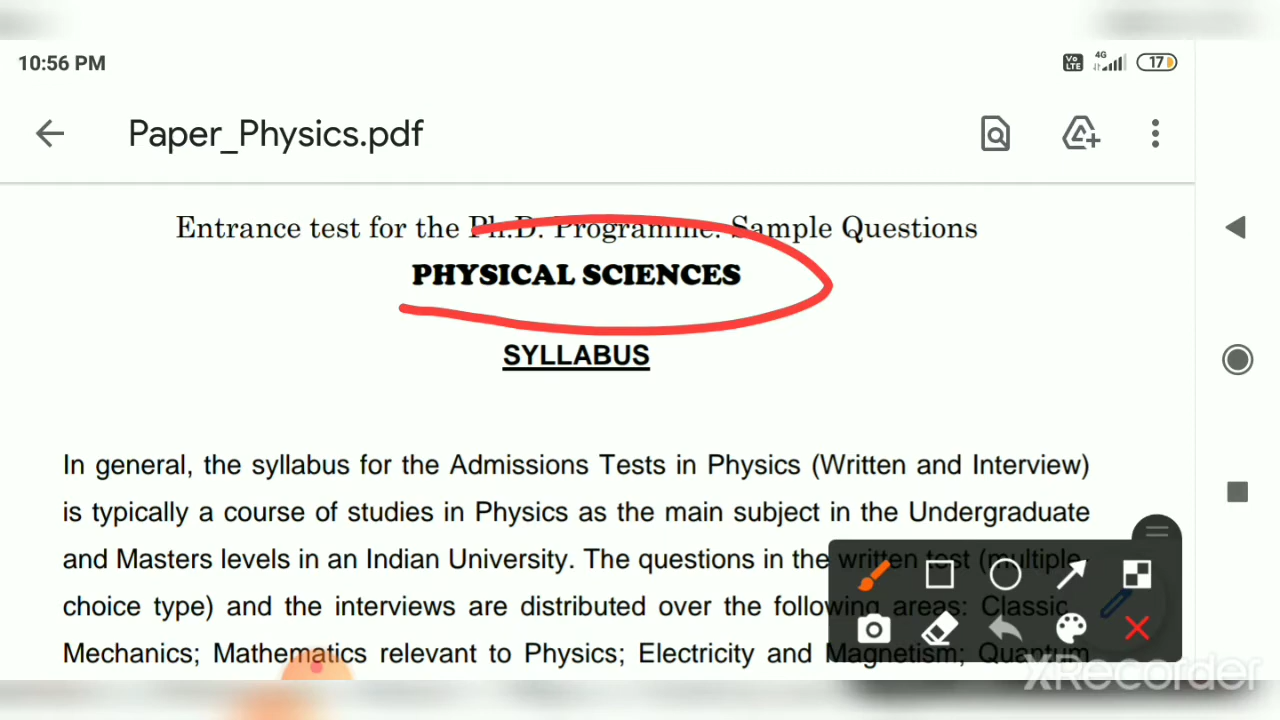 10:56 PM
Vo LTE 4G 17
Paper_Physics.pdf
Entrance test for the Ph.D. Programme: Sample Questions
PHYSICAL SCIENCES
SYLLABUS
In general, the syllabus for the Admissions Tests in Physics (Written and Interview)
is typically a course of studies in Physics as the main subject in the Undergraduate
and Masters levels in an Indian University. The questions in the written test (multiple
choice type) and the interviews are distributed over the following areas: Classic
Mechanics; Mathematics relevant to Physics; Electricity and Magnetism; Quantum
XRecorder